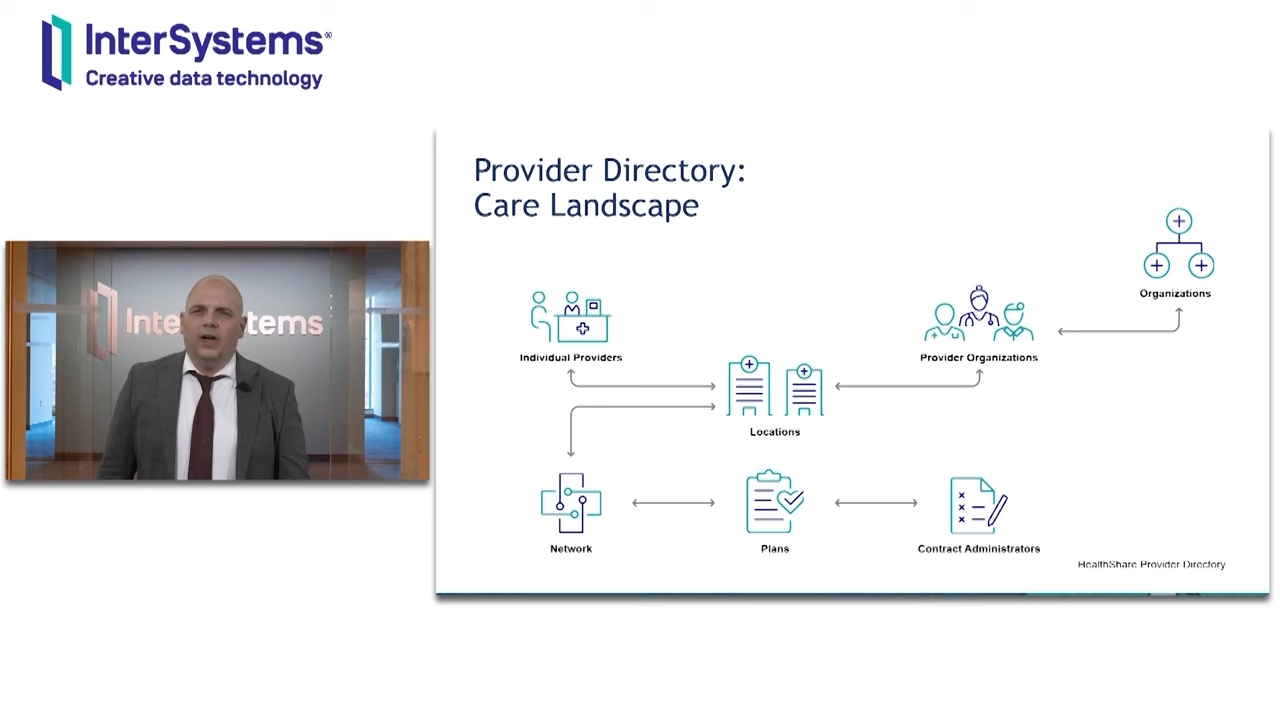 InterSystems®
Creative data technology
Provider Directory:
Care Landscape
Organizations
InterSystems
Individual Providers
Provider Organizations
Locations
Network
Plans
Contract Administrators
HealthShare Provider Directory